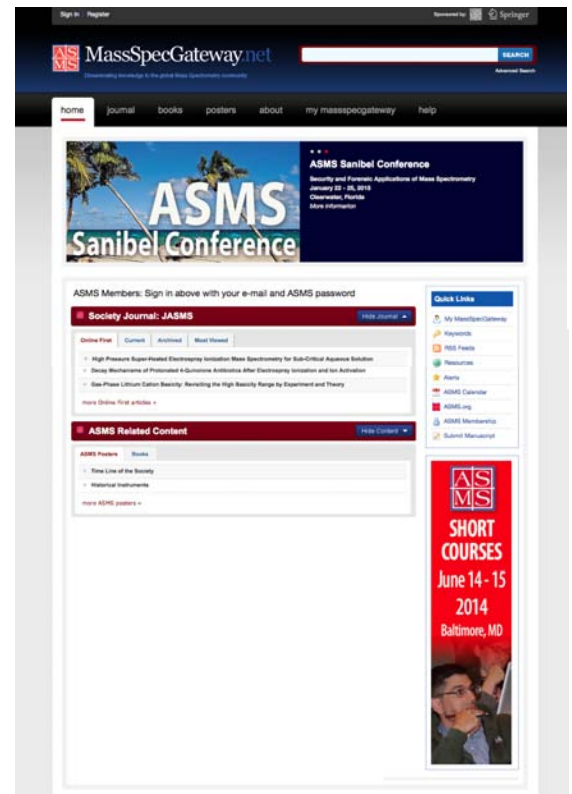 Sign In Register
Sponsored by: Springer
AS
MS
MassSpecGateway.net
SEARCH
Disseminating knowledge to the global Mass Spectrometry community
Advanced Search
home journal books posters about my massspecgateway help
ASMS
Sanibel Conference
ASMS Sanibel Conference
Security and Forensic Applications of Mass Spectrometry
January 22 - 25, 2015
Clearwater, Florida
More information
ASMS Members: Sign in above with your e-mail and ASMS password
Society Journal: JASMS
Hide Journal
Online First Current Archived Most Viewed
High Pressure Super-Heated Electrospray Ionization Mass Spectrometry for Sub-Critical Aqueous Solution
Decay Mechanisms of Protonated 4-Quinolone Antibiotics After Electrospray Ionization and Ion Activation
Gas-Phase Lithium Cation Basicity: Revisiting the High Basicity Range by Experiment and Theory
more Online First articles »
ASMS Related Content
Hide Content
ASMS Posters Books
Time Line of the Society
Historical Instruments
more ASMS posters »
Quick Links
My MassSpecGateway
Keywords
RSS Feeds
Resources
Alerts
ASMS Calendar
ASMS.org
ASMS Membership
Submit Manuscript
AS
MS
SHORT
COURSES
June 14 - 15
2014
Baltimore, MD